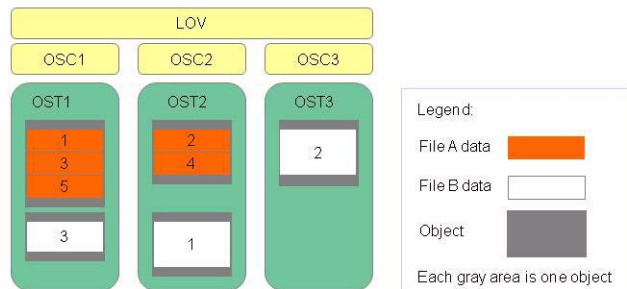 LOV
OSC1 OSC2 OSC3
OST1 OST2 OST3
1
3
5
3
2
4
1
2
Legend:
File A data
File B data
Object
Each gray area is one object